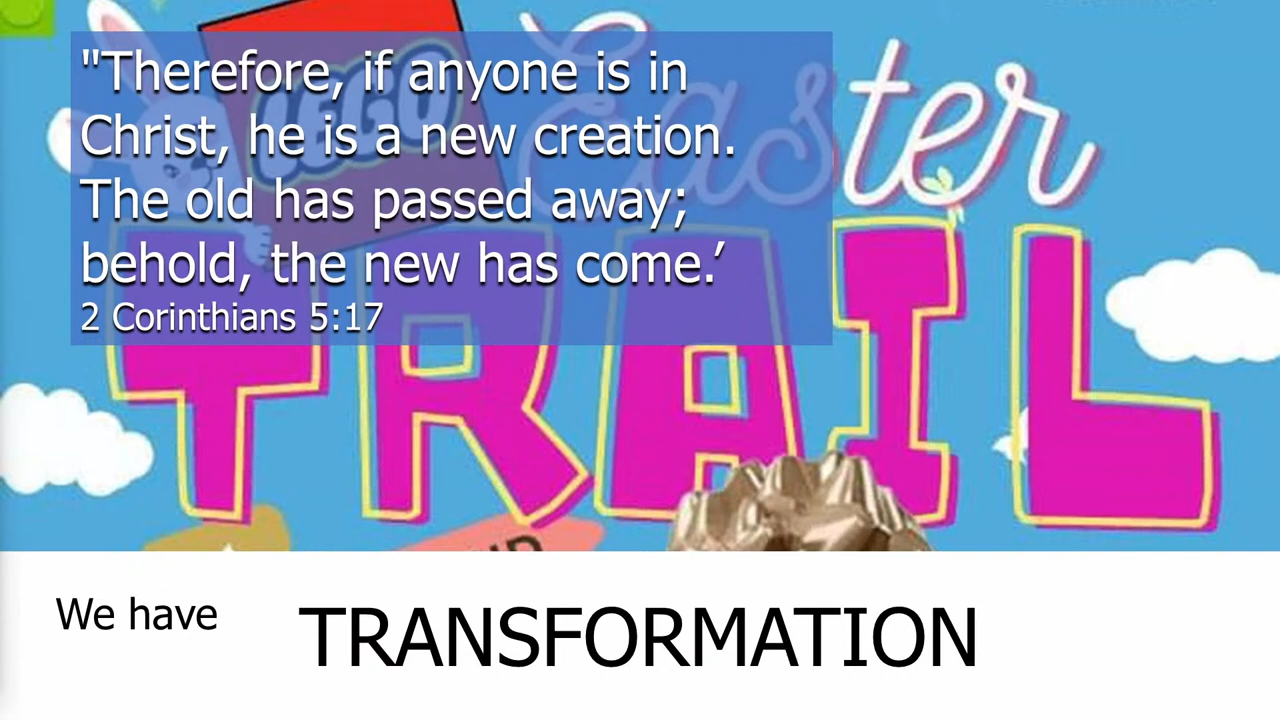 "Therefore, if anyone is in
Christ, he is a new creation.
The old has passed away;
behold, the new has come.’
2 Corinthians 5:17
LEGO
Easter
TRAIL
We have
TRANSFORMATION